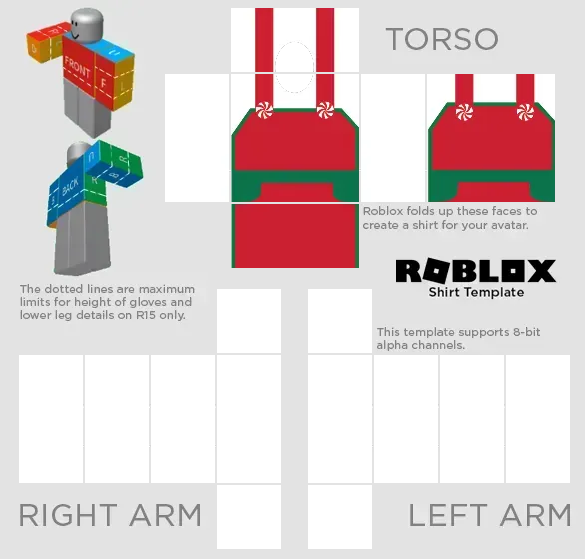 TORSO
FRONT
F
L
R
U
BACK
B
U
R
B
Roblox folds up these faces to
create a shirt for your avatar.
ROBLOX
Shirt Template
The dotted lines are maximum
limits for height of gloves and
lower leg details on R15 only.
This template supports 8-bit
alpha channels.
RIGHT ARM
LEFT ARM